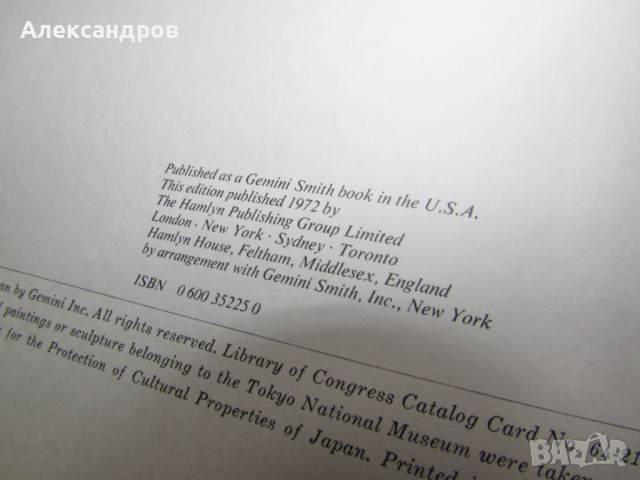 Александров
Published as a Gemini Smith book in the U.S.A.
This edition published 1972 by
The Hamlyn Publishing Group Limited
London · New York · Sydney · Toronto
Hamlyn House, Feltham, Middlesex, England
by arrangement with Gemini Smith, Inc., New York
ISBN 0 600 35225 0
by Gemini Inc. All rights reserved. Library of Congress Catalog Card
paintings or sculpture belonging to the Tokyo National Museum were taken
for the Protection of Cultural Properties of Japan. Printed
BAZAR